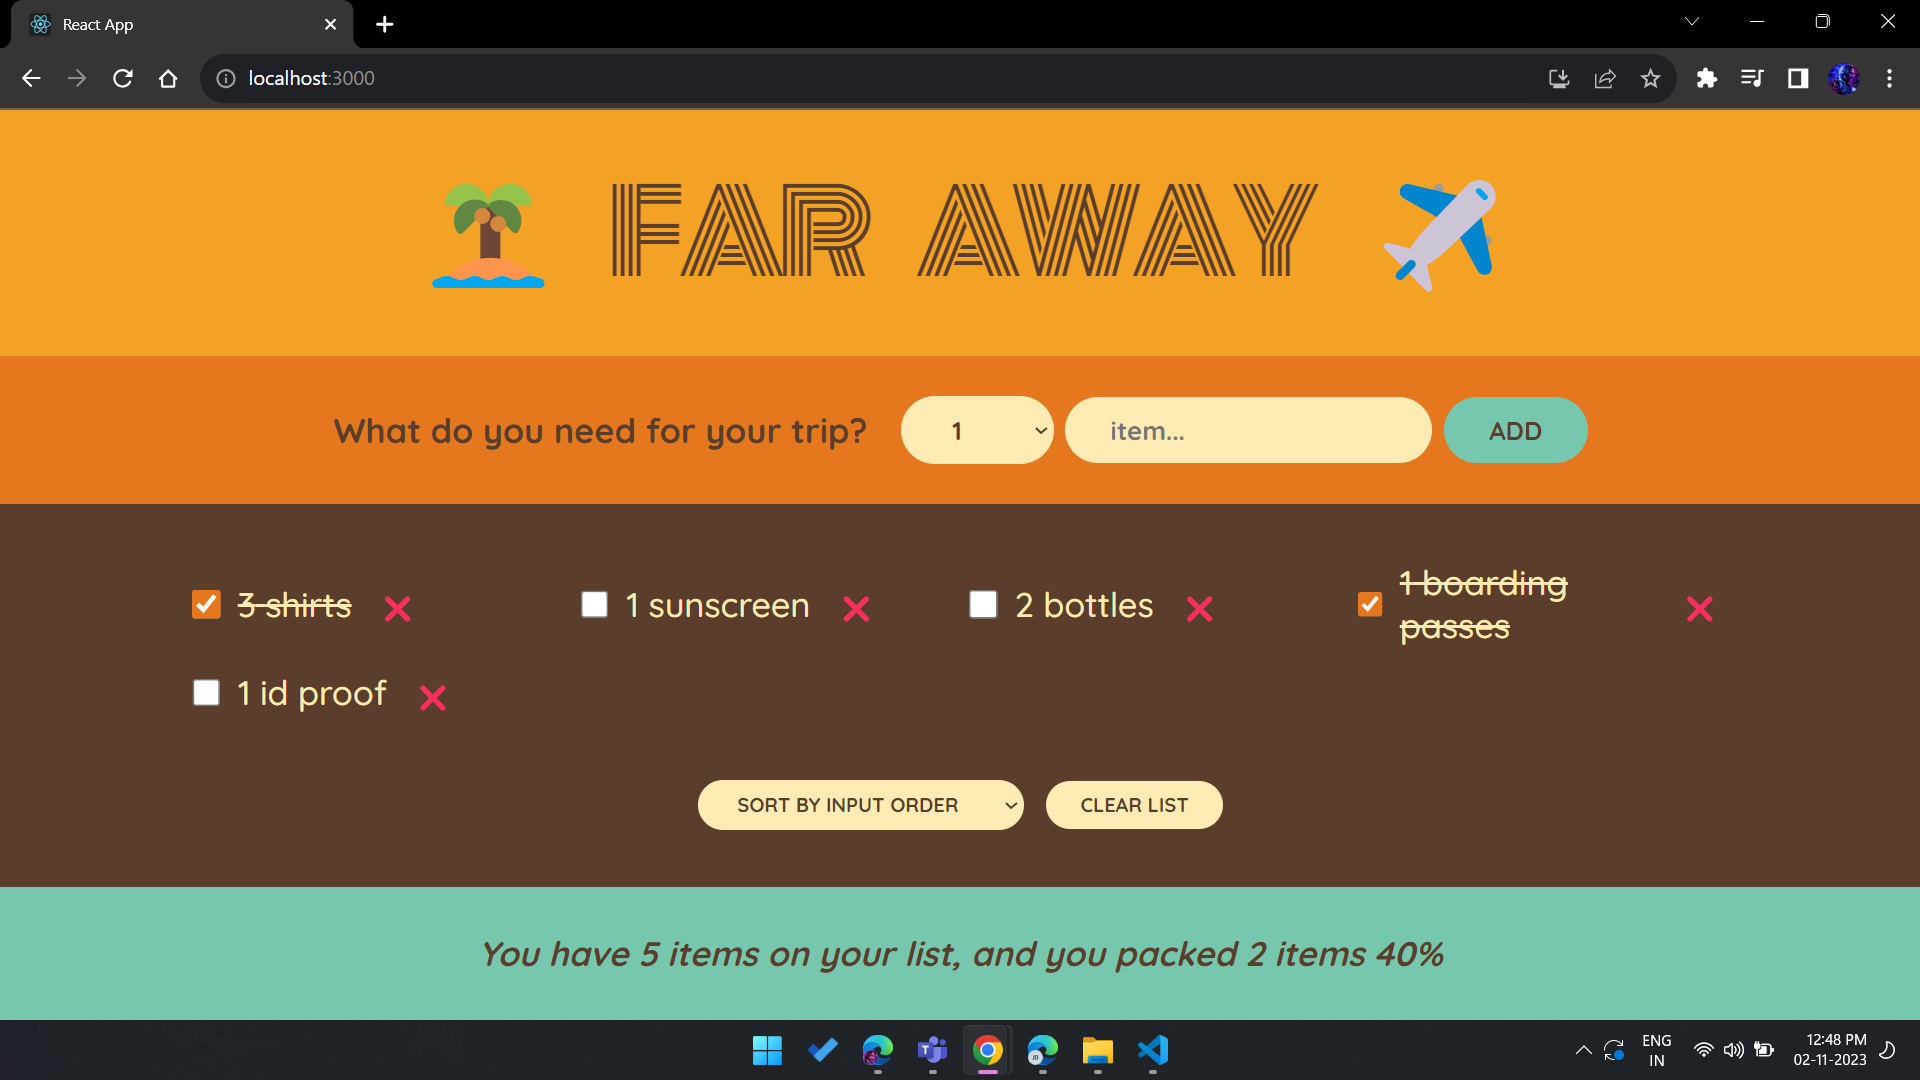 React App
localhost:3000
FAR AWAY
What do you need for your trip?
1
item...
ADD
3 shirts
1 sunscreen
2 bottles
1 boarding
passes
1 id proof
SORT BY INPUT ORDER
CLEAR LIST
You have 5 items on your list, and you packed 2 items 40%
ENG
IN
12:48 PM
02-11-2023